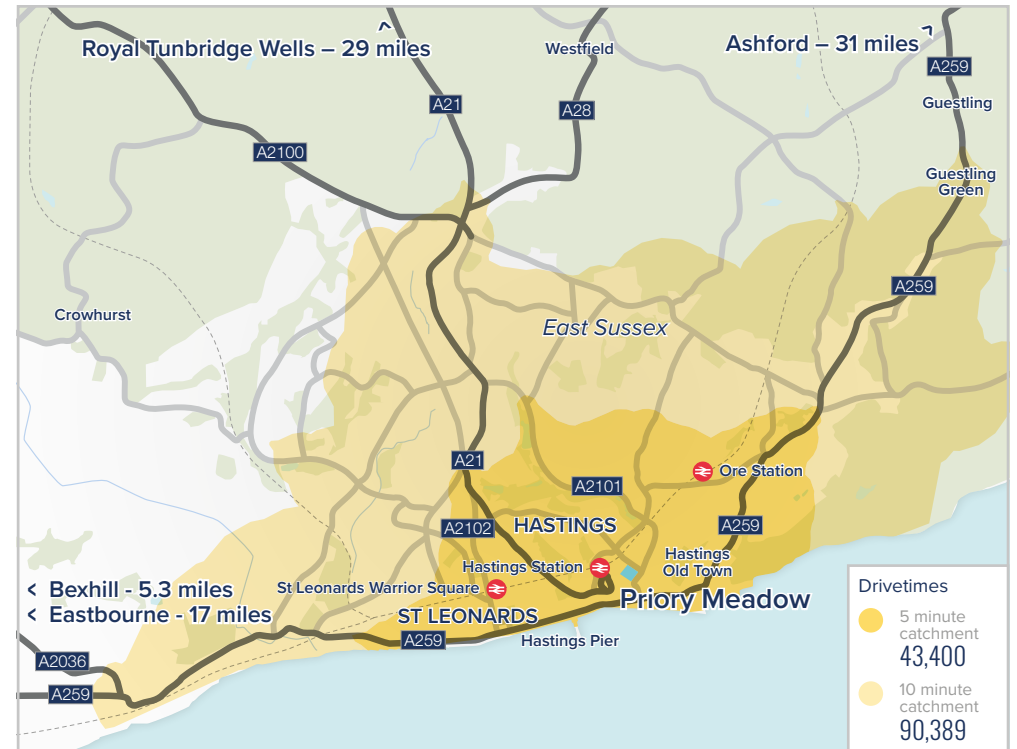 Royal Tunbridge Wells – 29 miles
Westfield
Ashford – 31 miles
A259
A21
A28
Guestling
A2100
Guestling
Green
A259
Crowhurst
East Sussex
A21
Ore Station
A2101
A2102
HASTINGS
A259
Hastings Station
Hastings
Old Town
< Bexhill - 5.3 miles
< Eastbourne - 17 miles
St Leonards Warrior Square
Priory Meadow
ST LEONARDS
A259
Hastings Pier
A2036
A259
Drivetimes
5 minute
catchment
43,400
10 minute
catchment
90,389